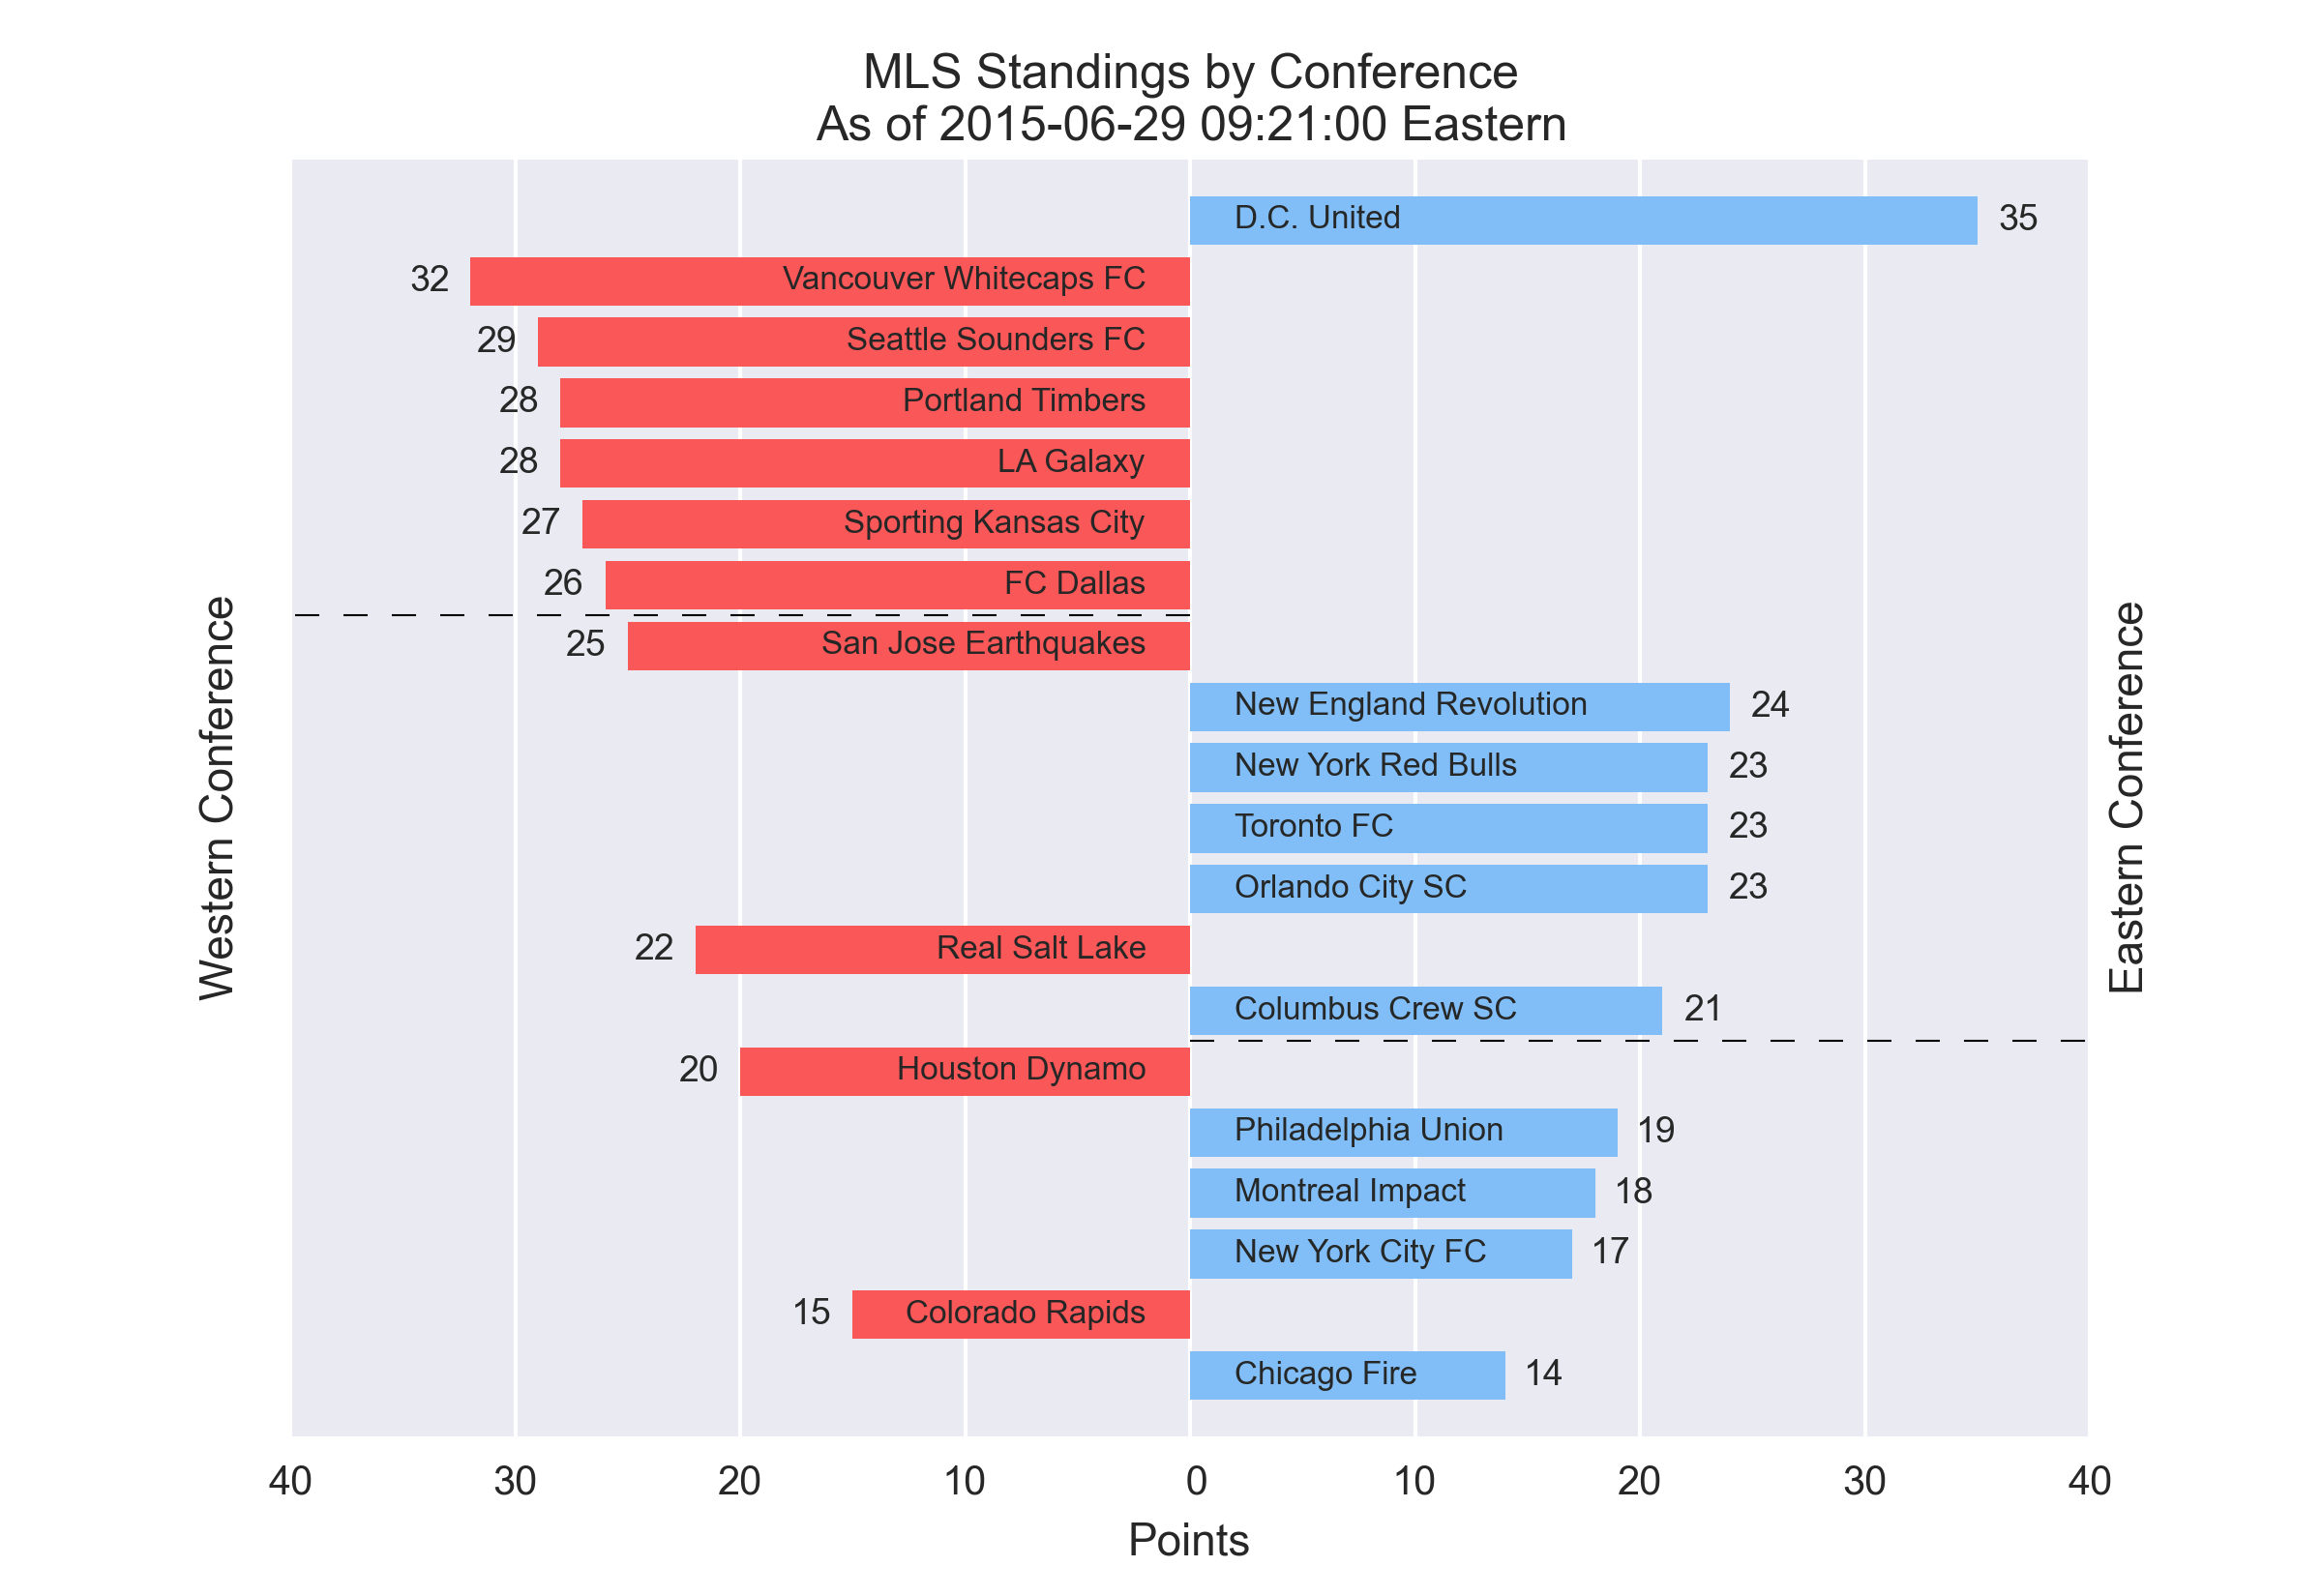 MLS Standings by Conference
As of 2015-06-29 09:21:00 Eastern
D.C. United 35
32 Vancouver Whitecaps FC
29 Seattle Sounders FC
28 Portland Timbers
28 LA Galaxy
27 Sporting Kansas City
26 FC Dallas
25 San Jose Earthquakes
New England Revolution 24
New York Red Bulls 23
Toronto FC 23
Orlando City SC 23
22 Real Salt Lake
Columbus Crew SC 21
20 Houston Dynamo
Philadelphia Union 19
Montreal Impact 18
New York City FC 17
15 Colorado Rapids
Chicago Fire 14
Western Conference
Eastern Conference
40 30 20 10 0 10 20 30 40
Points